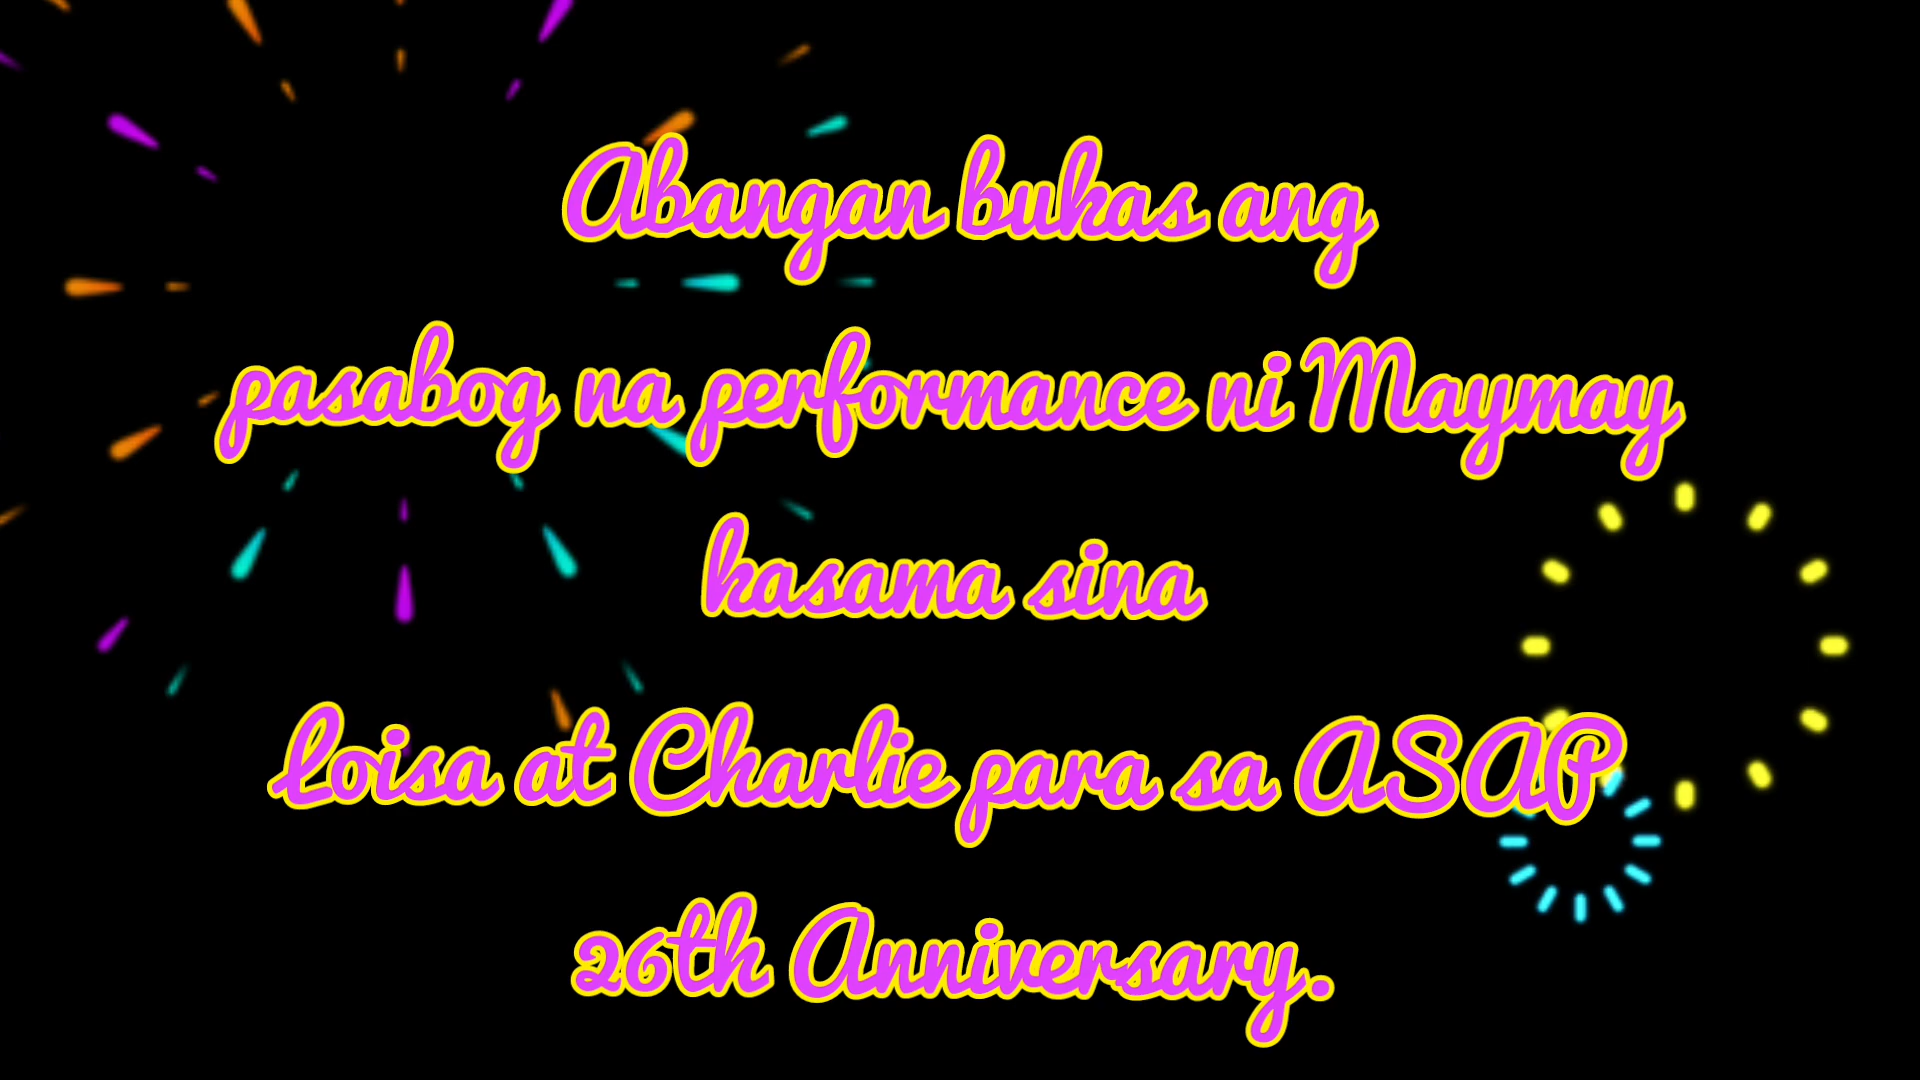 Abangan bukas ang
pasabog na performance ni Maymay
kasama sina
Loisa at Charlie para sa ASAP
26th Anniversary.